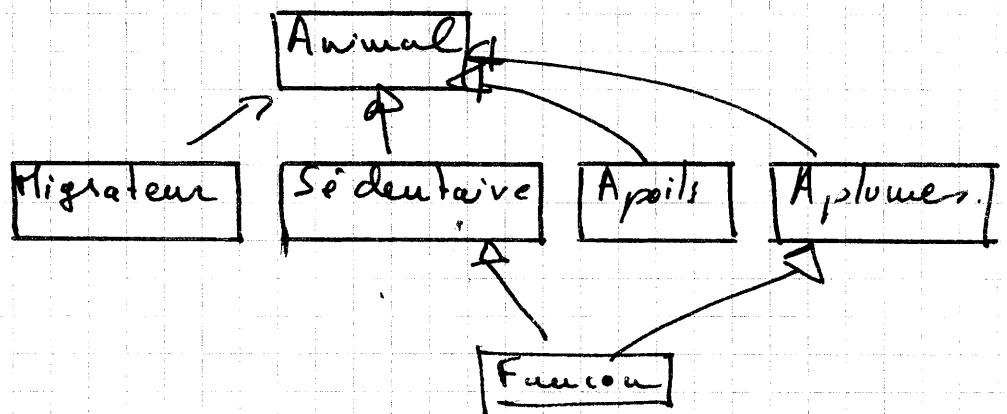 Animal
Migrateur
Sédentaire
A poils
A plumes.
Faucon